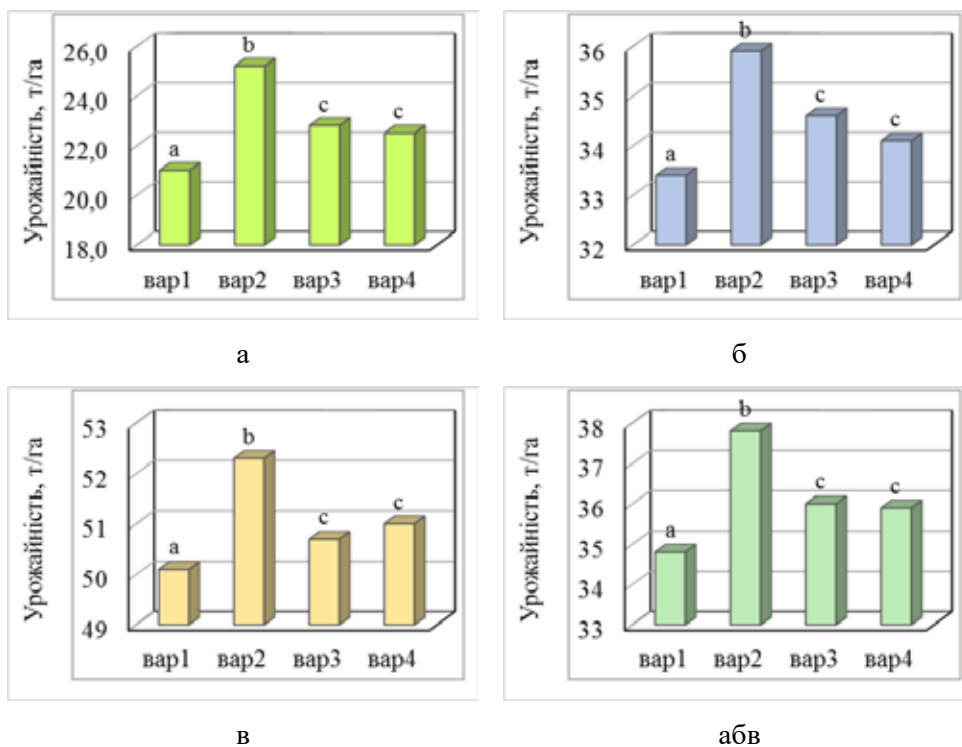 Урожайність, т/га
26,0
24,0
22,0
20,0
18,0
a
b
c
c
вар1 вар2 вар3 вар4
а
Урожайність, т/га
36
35
34
33
32
a
b
c
c
вар1 вар2 вар3 вар4
б
Урожайність, т/га
53
52
51
50
49
a
b
c
c
вар1 вар2 вар3 вар4
в
Урожайність, т/га
38
37
36
35
34
33
a
b
c
c
вар1 вар2 вар3 вар4
абв